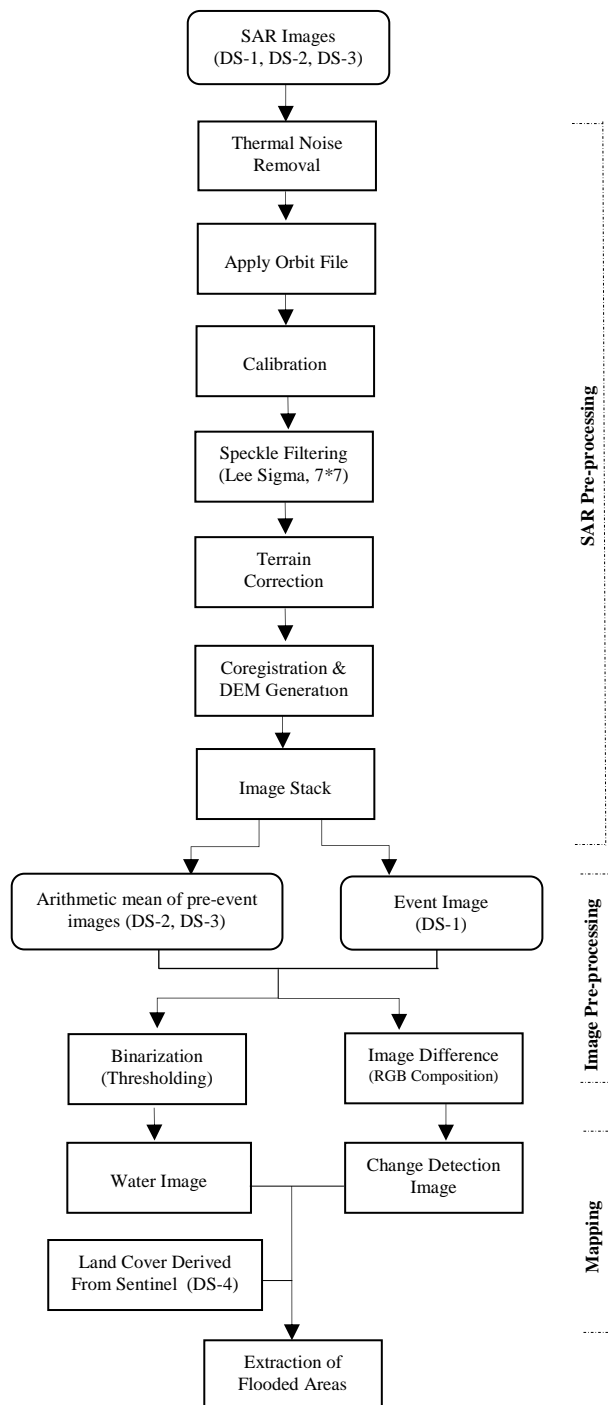 SAR Images
(DS-1, DS-2, DS-3)
Thermal Noise
Removal
Apply Orbit File
Calibration
Speckle Filtering
(Lee Sigma, 7*7)
Terrain
Correction
Coregistration &
DEM Generation
Image Stack
SAR Pre-processing
Arithmetic mean of pre-event
images (DS-2, DS-3)
Event Image
(DS-1)
Binarization
(Thresholding)
Image Difference
(RGB Composition)
Image Pre-processing
Water Image
Change Detection
Image
Land Cover Derived
From Sentinel (DS-4)
Mapping
Extraction of
Flooded Areas